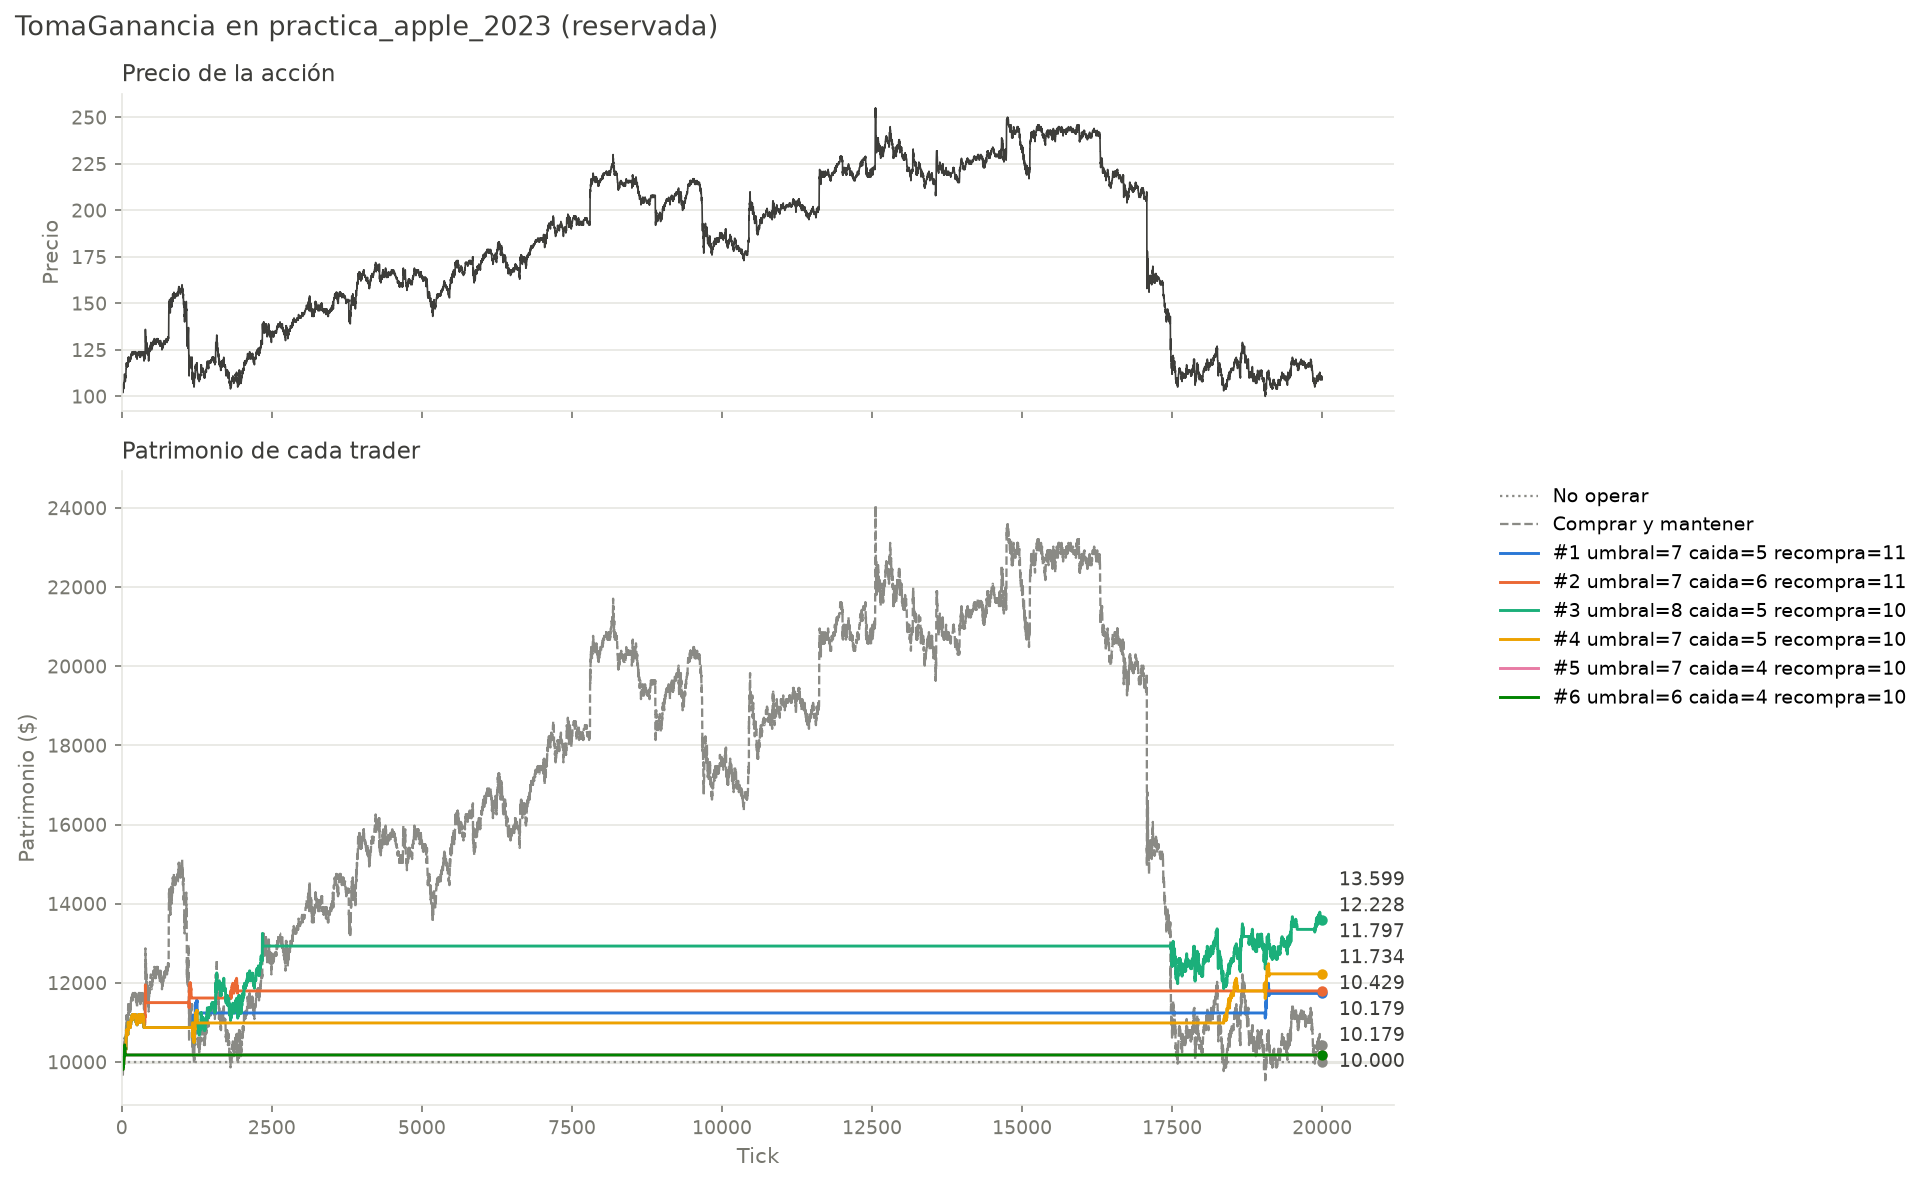 TomaGanancia en practica_apple_2023 (reservada)
Precio de la acción
250
225
200
175
150
125
100
Precio
Patrimonio de cada trader
24000
22000
20000
18000
16000
14000
12000
10000
Patrimonio ($)
13.599
12.228
11.797
11.734
10.429
10.179
10.179
10.000
0
2500
5000
7500
10000
12500
15000
17500
20000
Tick
No operar
Comprar y mantener
#1 umbral=7 caida=5 recompra=11
#2 umbral=7 caida=6 recompra=11
#3 umbral=8 caida=5 recompra=10
#4 umbral=7 caida=5 recompra=10
#5 umbral=7 caida=4 recompra=10
#6 umbral=6 caida=4 recompra=10